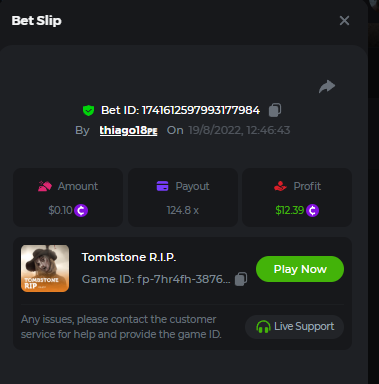 Bet Slip
Bet ID: 1741612597993177984
By thiago18PE On 19/8/2022, 12:46:43
Amount
Payout
Profit
$0.10
124.8 x
$12.39
TOMBSTONE
RIP
Tombstone R.I.P.
Game ID: fp-7hr4fh-3876...
Play Now
Any issues, please contact the customer
service for help and provide the game ID.
Live Support